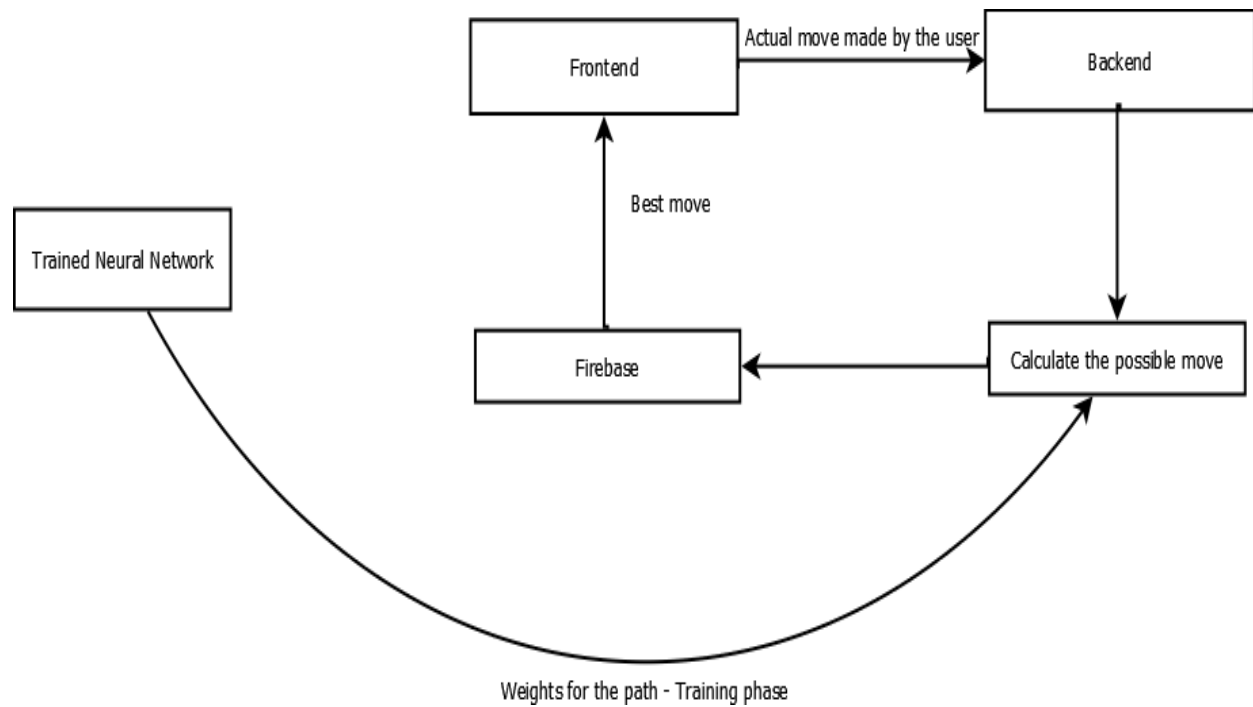 Actual move made by the user
Frontend
Backend
Best move
Trained Neural Network
Firebase
Calculate the possible move
Weights for the path - Training phase